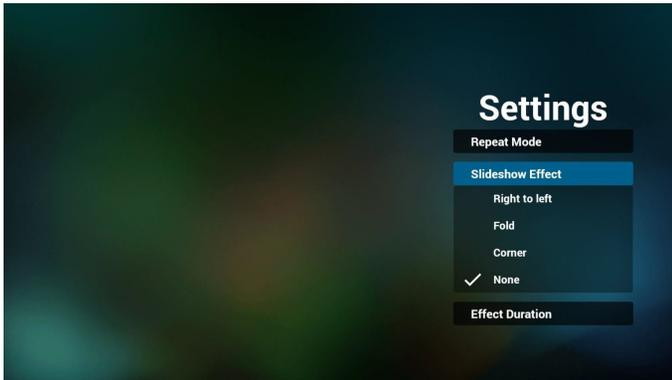 Settings
Repeat Mode
Slideshow Effect
Right to left
Fold
Corner
None
Effect Duration